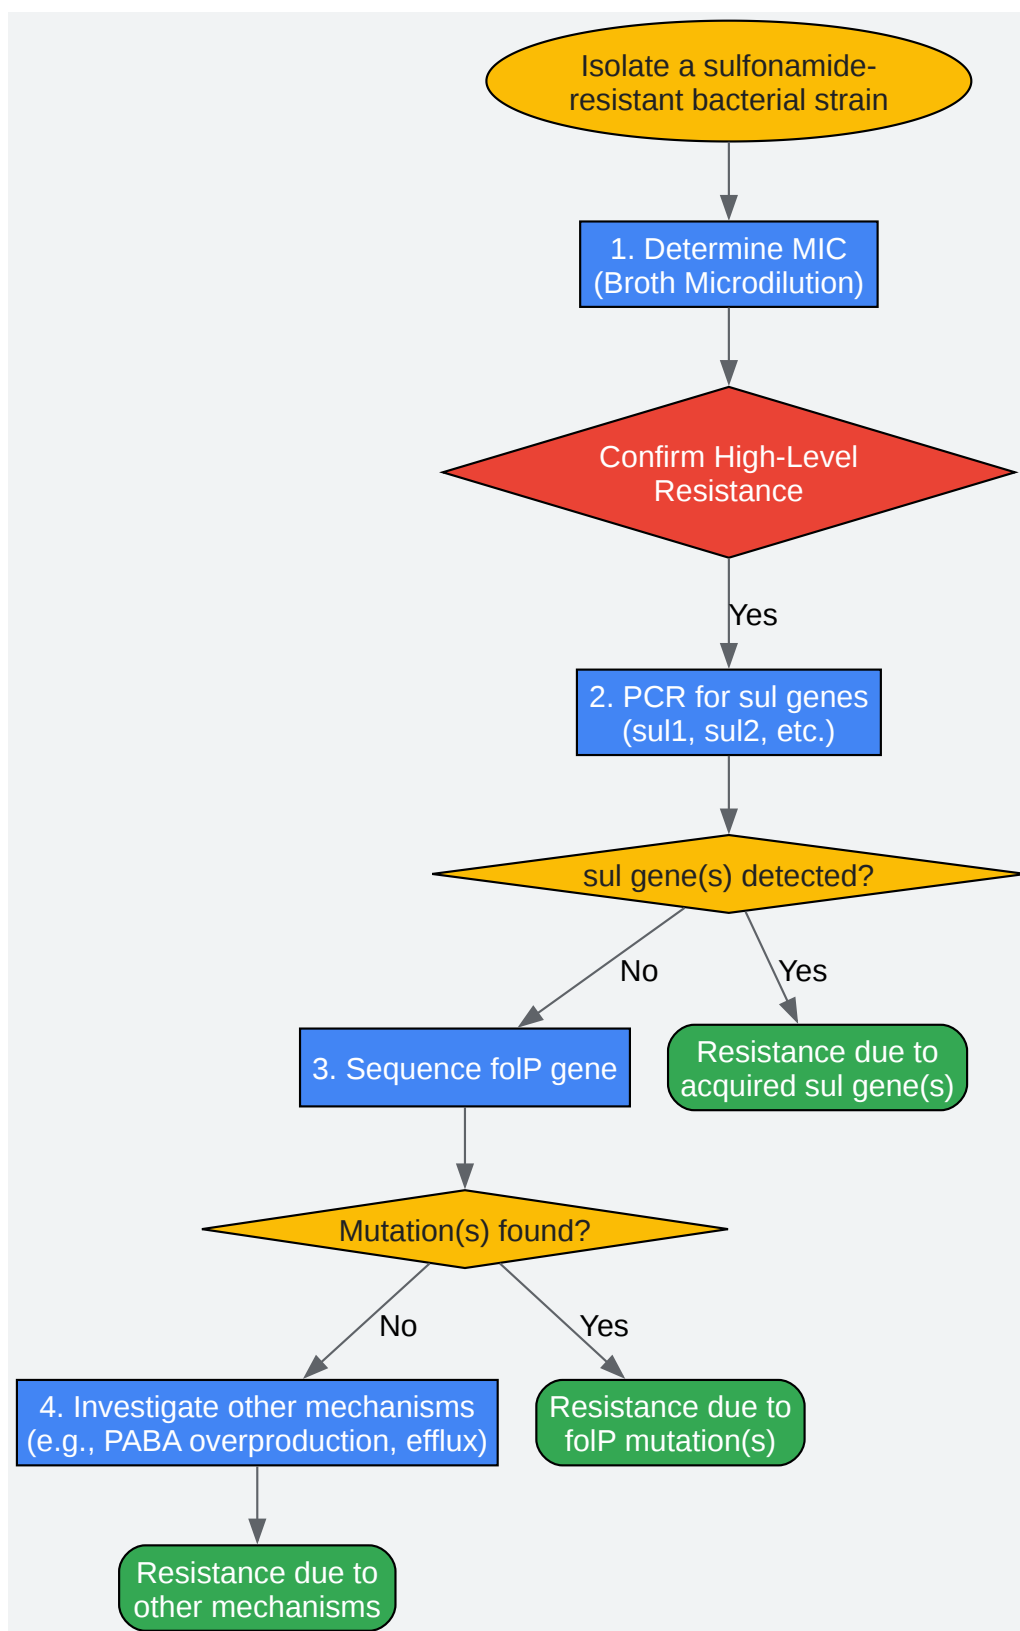 Isolate a sulfonamide-
resistant bacterial strain
1. Determine MIC
(Broth Microdilution)
Confirm High-Level
Resistance
Yes
2. PCR for sul genes
(sul1, sul2, etc.)
sul gene(s) detected?
No
Yes
3. Sequence folP gene
Resistance due to
acquired sul gene(s)
Mutation(s) found?
No
Yes
4. Investigate other mechanisms
(e.g., PABA overproduction, efflux)
Resistance due to
folP mutation(s)
Resistance due to
other mechanisms